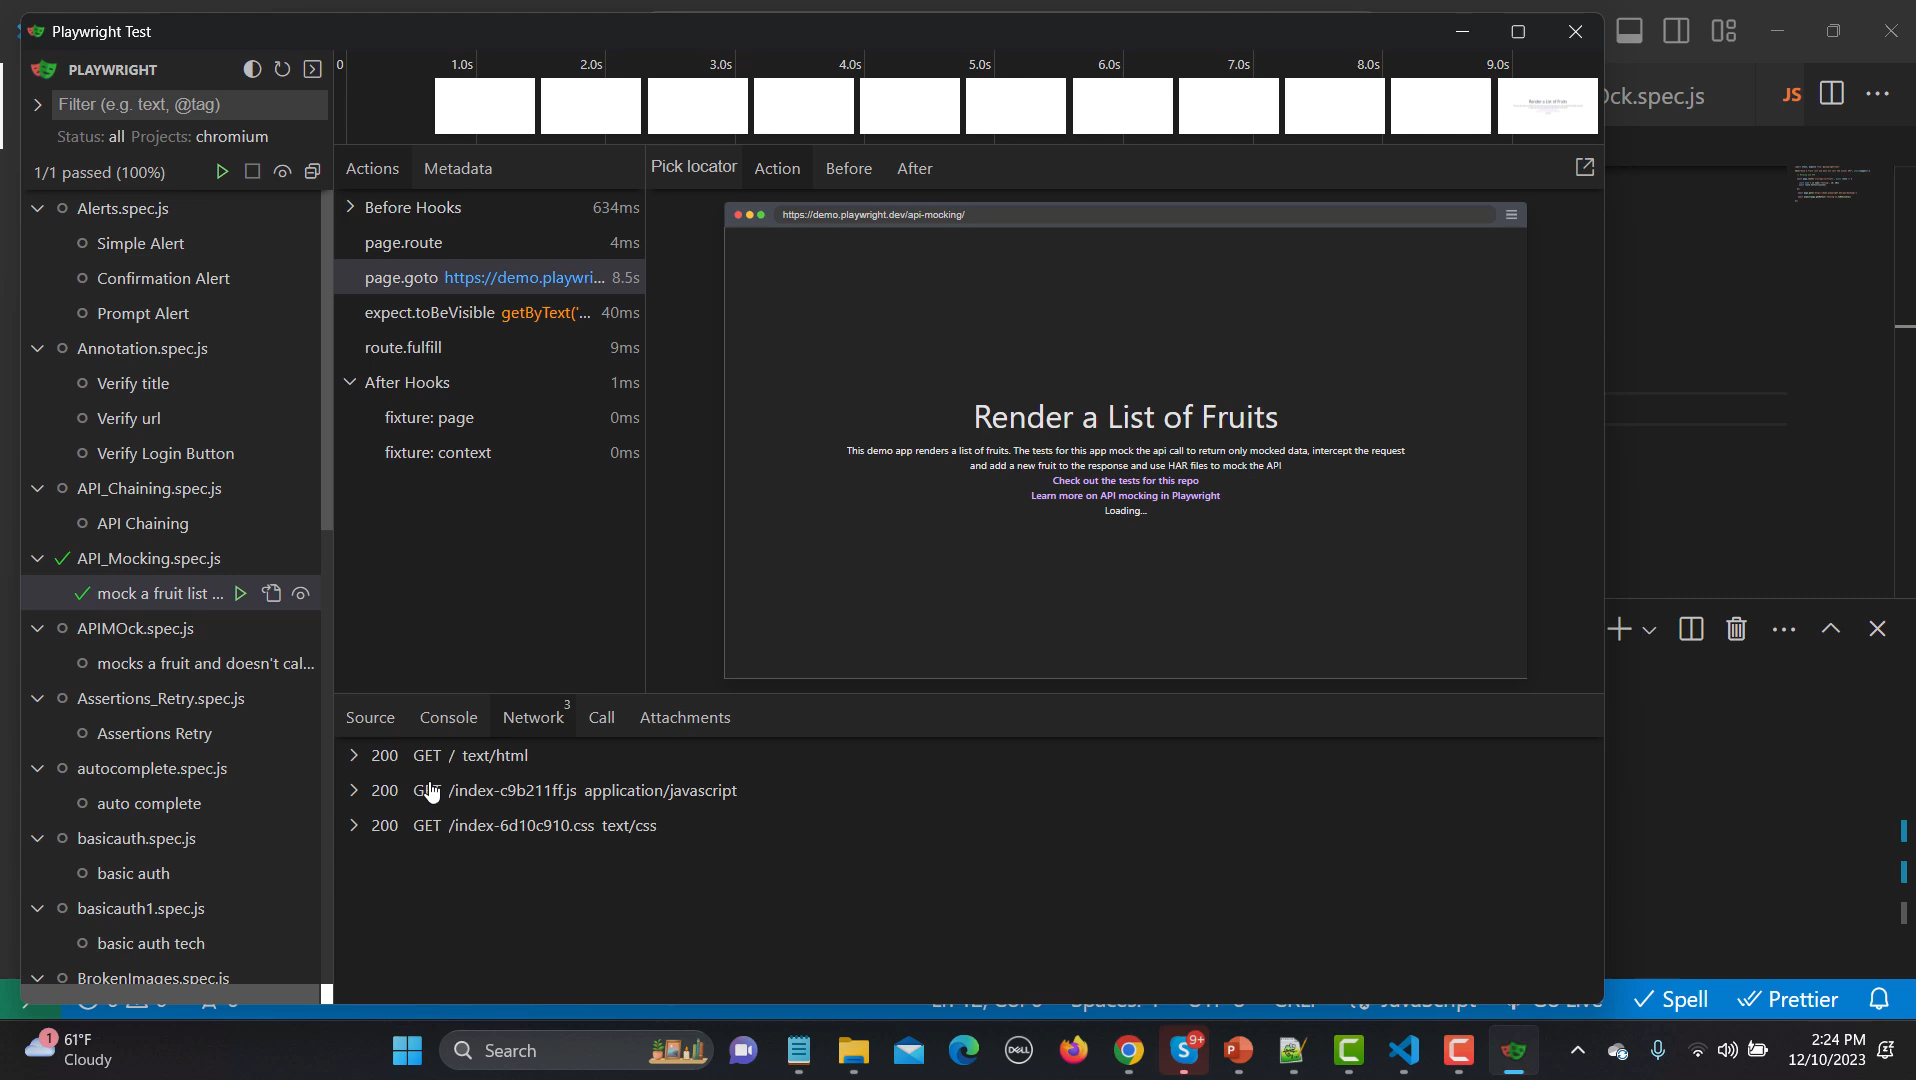 Playwright Test
PLAYWRIGHT
Filter (e.g. text, @tag)
Status: all Projects: chromium
1/1 passed (100%)
Alerts.spec.js
Simple Alert
Confirmation Alert
Prompt Alert
Annotation.spec.js
Verify title
Verify url
Verify Login Button
API_Chaining.spec.js
API Chaining
API_Mocking.spec.js
mock a fruit list ...
APIMOck.spec.js
mocks a fruit and doesn't cal...
Assertions_Retry.spec.js
Assertions Retry
autocomplete.spec.js
auto complete
basicauth.spec.js
basic auth
basicauth1.spec.js
basic auth tech
BrokenImages.spec.js
0 1.0s 2.0s 3.0s 4.0s 5.0s 6.0s 7.0s 8.0s 9.0s
Render a List of Fruits
Actions Metadata
Before Hooks 634ms
page.route 4ms
page.goto https://demo.playwri... 8.5s
expect.toBeVisible getByText('... 40ms
route.fulfill 9ms
After Hooks 1ms
fixture: page 0ms
fixture: context 0ms
Pick locator Action Before After
https://demo.playwright.dev/api-mocking/
Render a List of Fruits
This demo app renders a list of fruits. The tests for this app mock the api call to return only mocked data, intercept the request
and add a new fruit to the response and use HAR files to mock the API
Check out the tests for this repo
Learn more on API mocking in Playwright
Loading...
Source Console Network 3 Call Attachments
200 GET / text/html
200 GET /index-c9b211ff.js application/javascript
200 GET /index-6d10c910.css text/css
Ock.spec.js JS
Spell Prettier
1 61°F
Cloudy
Search
DELL
9+
2:24 PM
12/10/2023